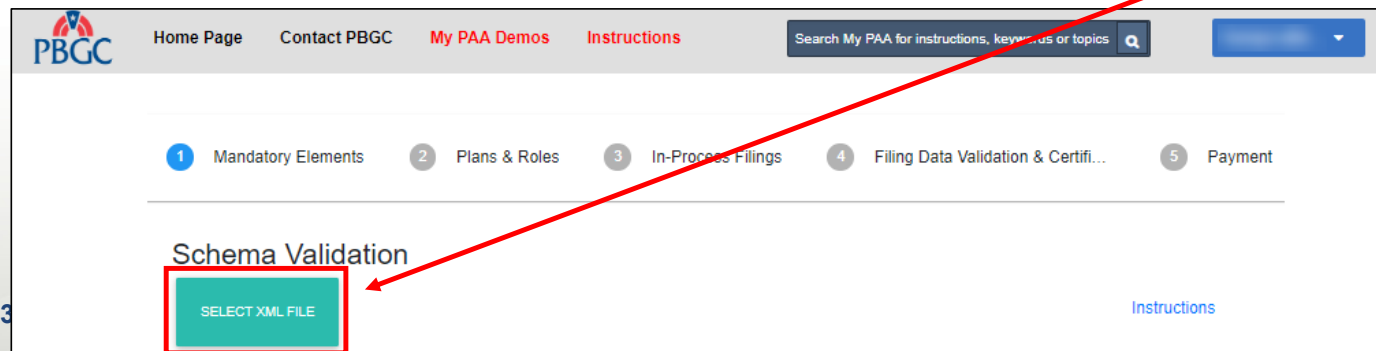 PBGC Home Page Contact PBGC My PAA Demos Instructions Search My PAA for instructions, keywords or topics
1 Mandatory Elements 2 Plans & Roles 3 In-Process Filings 4 Filing Data Validation & Certifi... 5 Payment
Schema Validation
SELECT XML FILE
Instructions
3